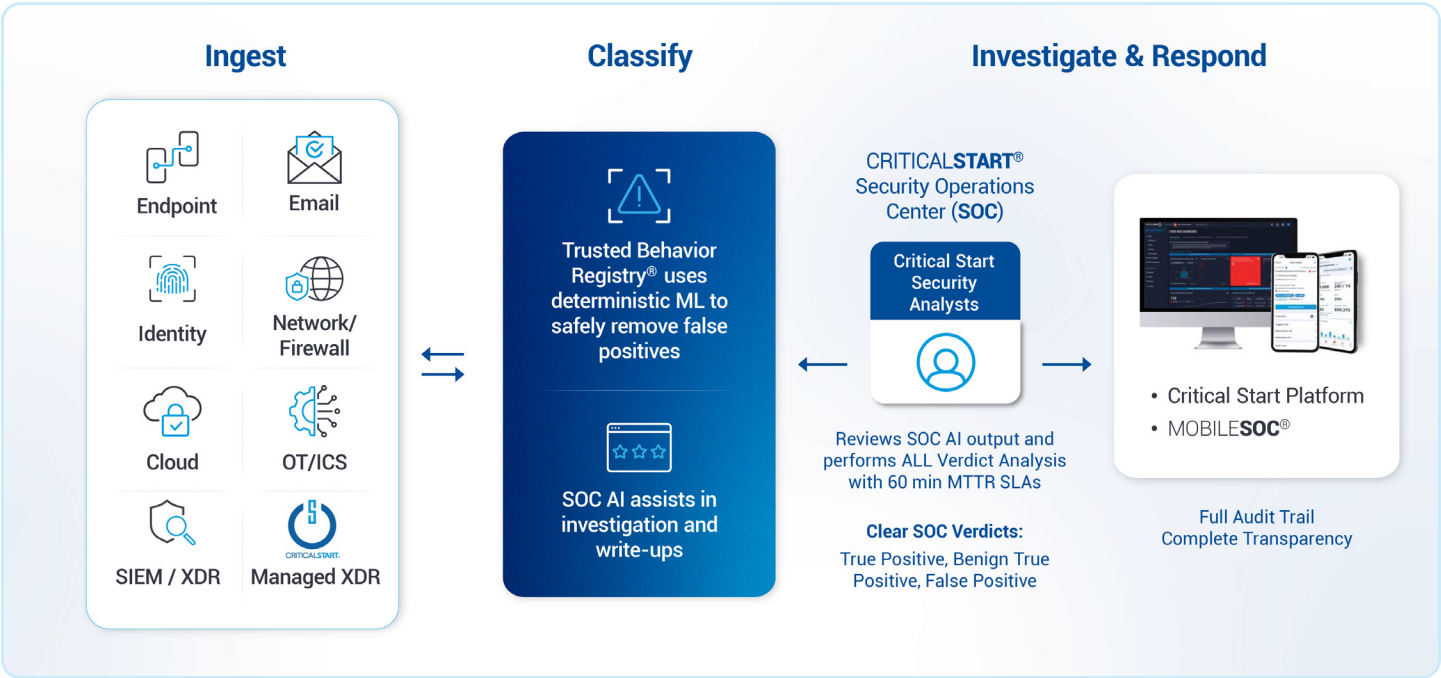 Ingest
Endpoint
Email
Identity
Network/
Firewall
Cloud
OT/ICS
SIEM / XDR
CRITICALSTART.
Managed XDR
Classify
Trusted Behavior
Registry® uses
deterministic ML to
safely remove false
positives
SOC AI assists in
investigation and
write-ups
Investigate & Respond
CRITICALSTART®
Security Operations
Center (SOC)
Critical Start
Security
Analysts
Reviews SOC AI output and
performs ALL Verdict Analysis
with 60 min MTTR SLAs
Clear SOC Verdicts:
True Positive, Benign True
Positive, False Positive
• Critical Start Platform
• MOBILESOC®
Full Audit Trail
Complete Transparency